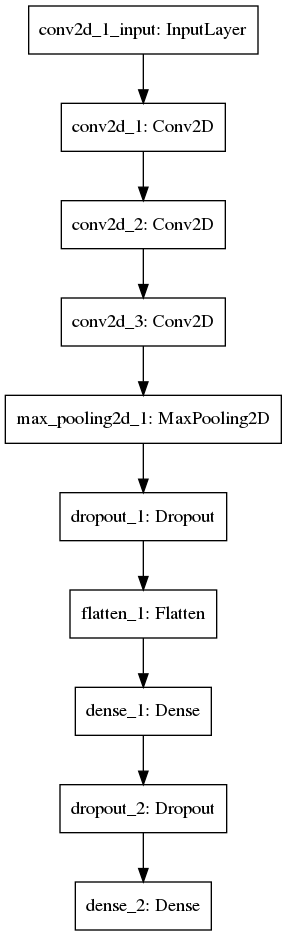 conv2d_1_input: InputLayer
conv2d_1: Conv2D
conv2d_2: Conv2D
conv2d_3: Conv2D
max_pooling2d_1: MaxPooling2D
dropout_1: Dropout
flatten_1: Flatten
dense_1: Dense
dropout_2: Dropout
dense_2: Dense